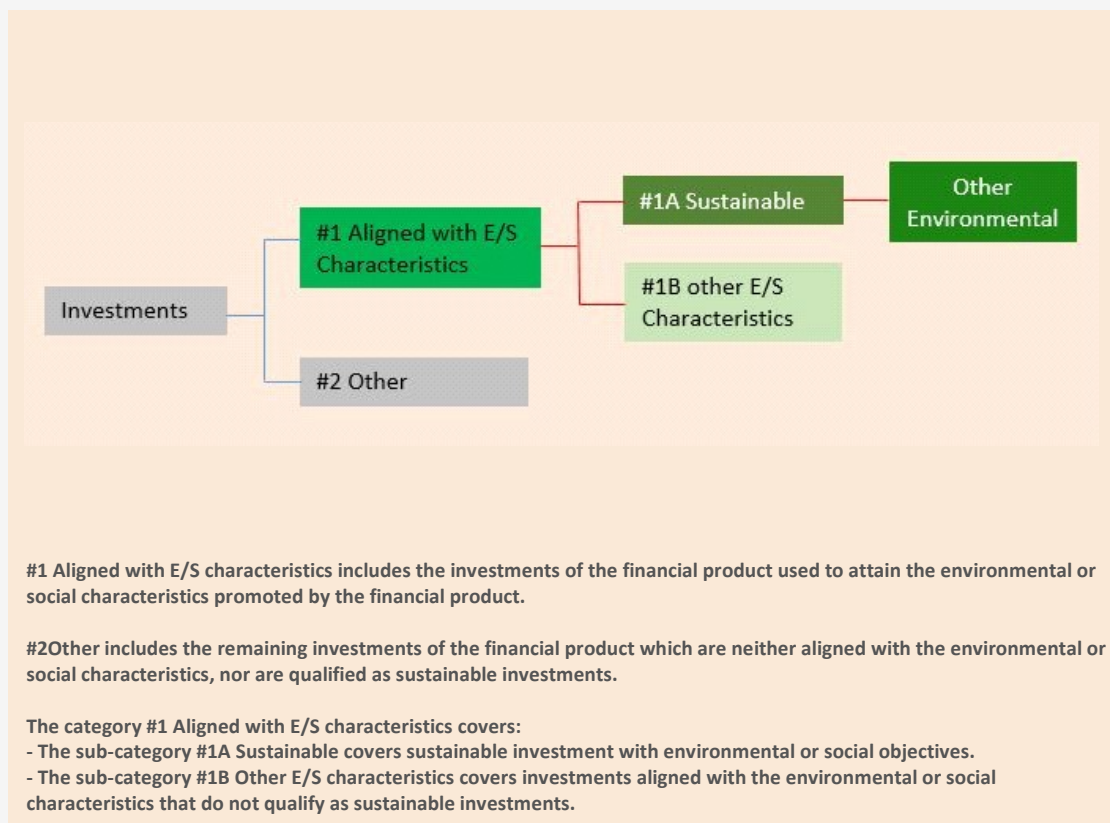 Investments
#1 Aligned with E/S
Characteristics
#2 Other
#1A Sustainable
#1B other E/S
Characteristics
Other
Environmental
#1 Aligned with E/S characteristics includes the investments of the financial product used to attain the environmental or
social characteristics promoted by the financial product.
#2Other includes the remaining investments of the financial product which are neither aligned with the environmental or
social characteristics, nor are qualified as sustainable investments.
The category #1 Aligned with E/S characteristics covers:
- The sub-category #1A Sustainable covers sustainable investment with environmental or social objectives.
- The sub-category #1B Other E/S characteristics covers investments aligned with the environmental or social
characteristics that do not qualify as sustainable investments.